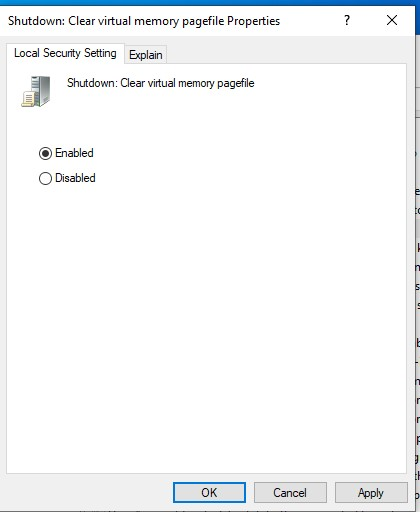 Shutdown: Clear virtual memory pagefile Properties ? ×
Local Security Setting Explain
Shutdown: Clear virtual memory pagefile
Enabled
Disabled
OK Cancel Apply